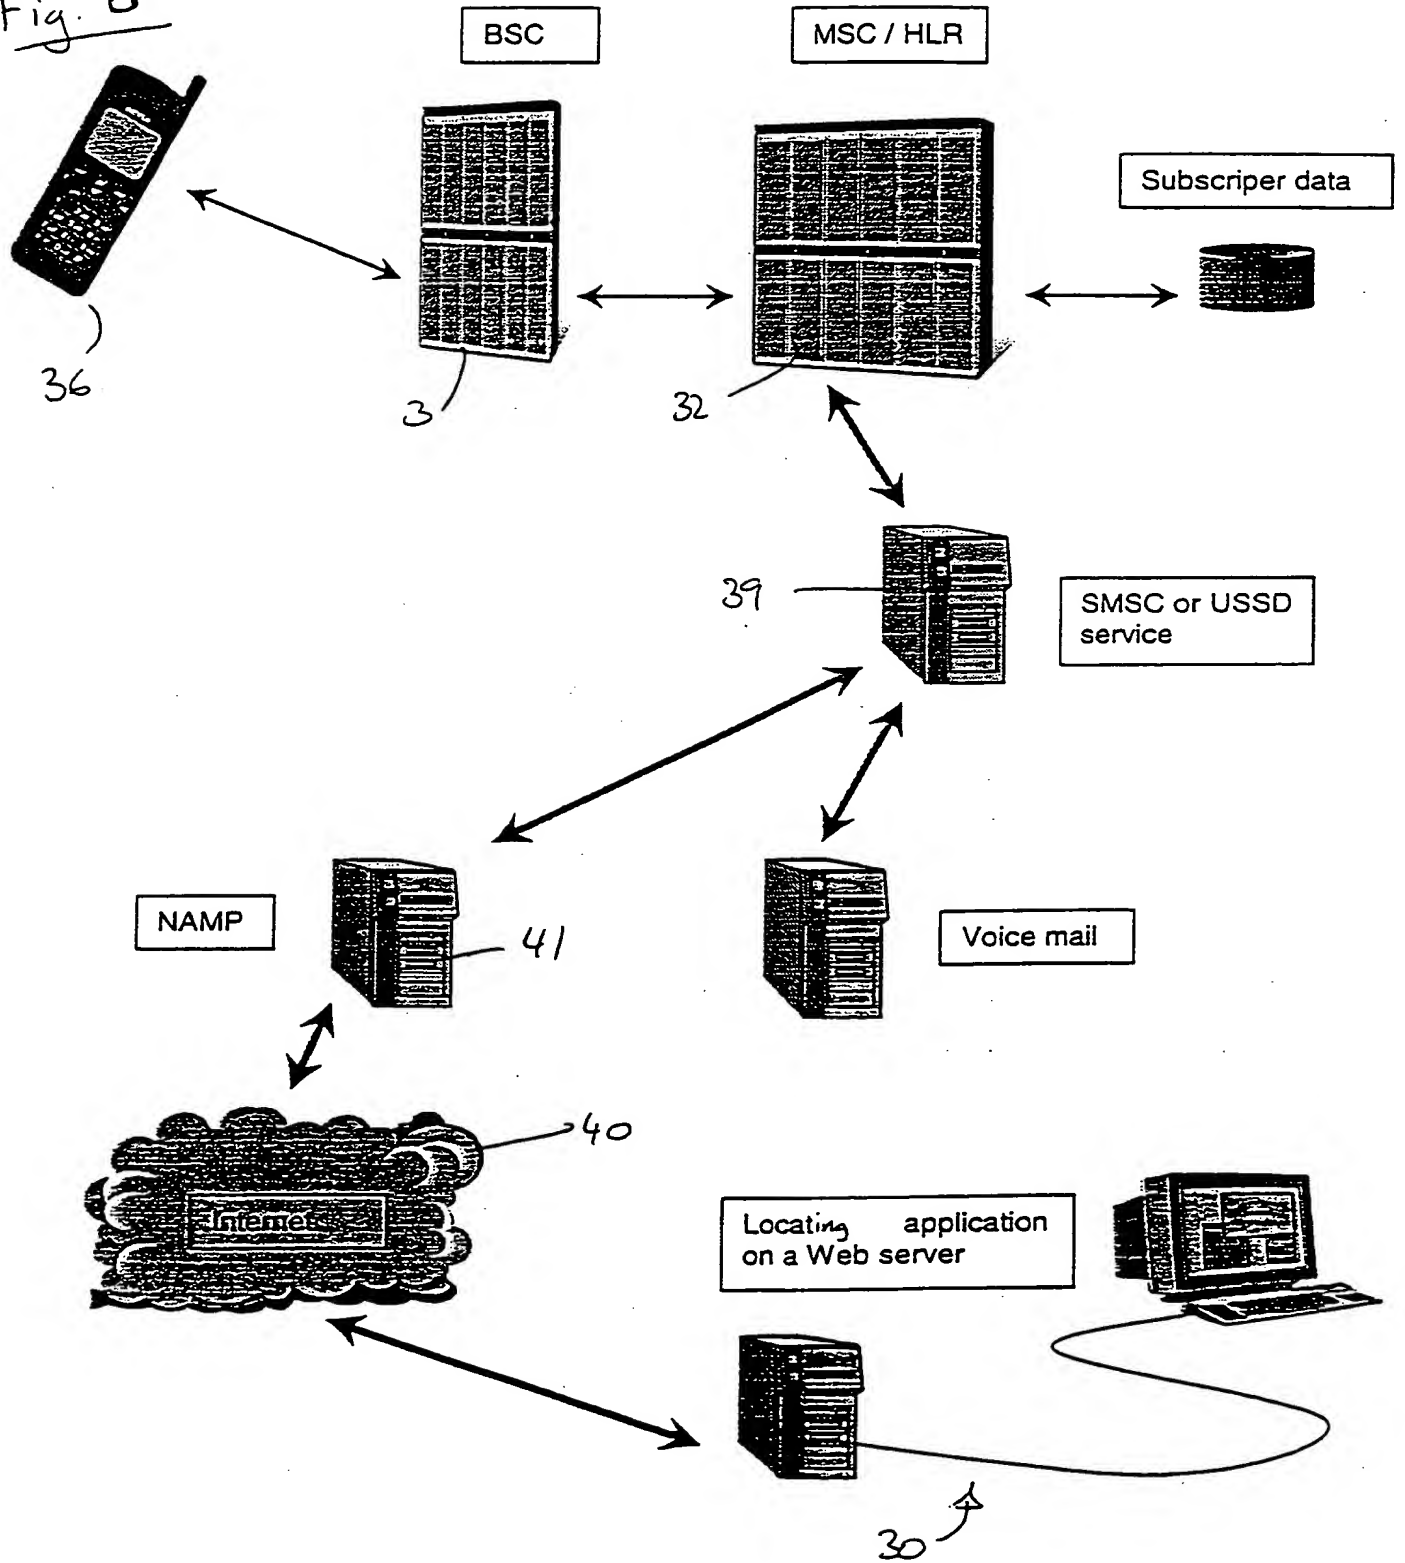 Fig.
BSC
MSC / HLR
Subscriper data
36
3
32
39
SMSC or USSD
service
NAMP
41
Voice mail
40
Internet
Locating application
on a Web server
30